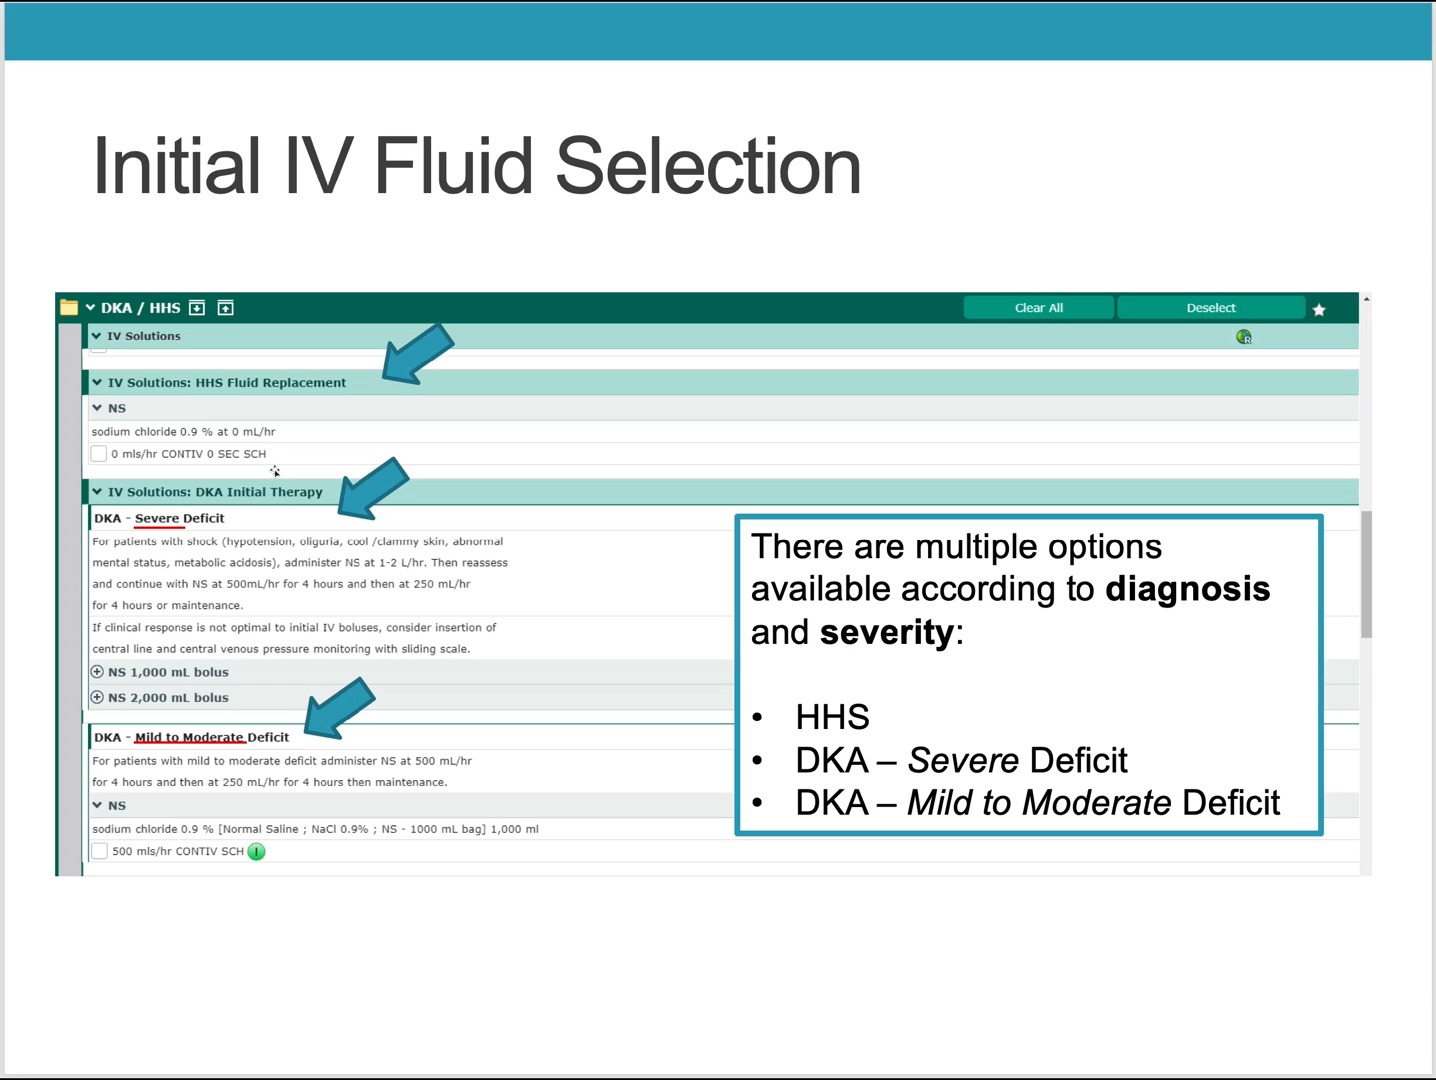 Initial IV Fluid Selection
DKA / HHS
Clear All
Deselect
IV Solutions
IV Solutions: HHS Fluid Replacement
NS
sodium chloride 0.9 % at 0 mL/hr
0 mls/hr CONTIV 0 SEC SCH
IV Solutions: DKA Initial Therapy
DKA - Severe Deficit
For patients with shock (hypotension, oliguria, cool /clammy skin, abnormal
mental status, metabolic acidosis), administer NS at 1-2 L/hr. Then reassess
and continue with NS at 500mL/hr for 4 hours and then at 250 mL/hr
for 4 hours or maintenance.
If clinical response is not optimal to initial IV boluses, consider insertion of
central line and central venous pressure monitoring with sliding scale.
NS 1,000 mL bolus
NS 2,000 mL bolus
DKA - Mild to Moderate Deficit
For patients with mild to moderate deficit administer NS at 500 mL/hr
for 4 hours and then at 250 mL/hr for 4 hours then maintenance.
NS
sodium chloride 0.9 % [Normal Saline ; NaCl 0.9% ; NS - 1000 mL bag] 1,000 ml
500 mls/hr CONTIV SCH
There are multiple options
available according to diagnosis
and severity:
• HHS
• DKA – Severe Deficit
• DKA – Mild to Moderate Deficit